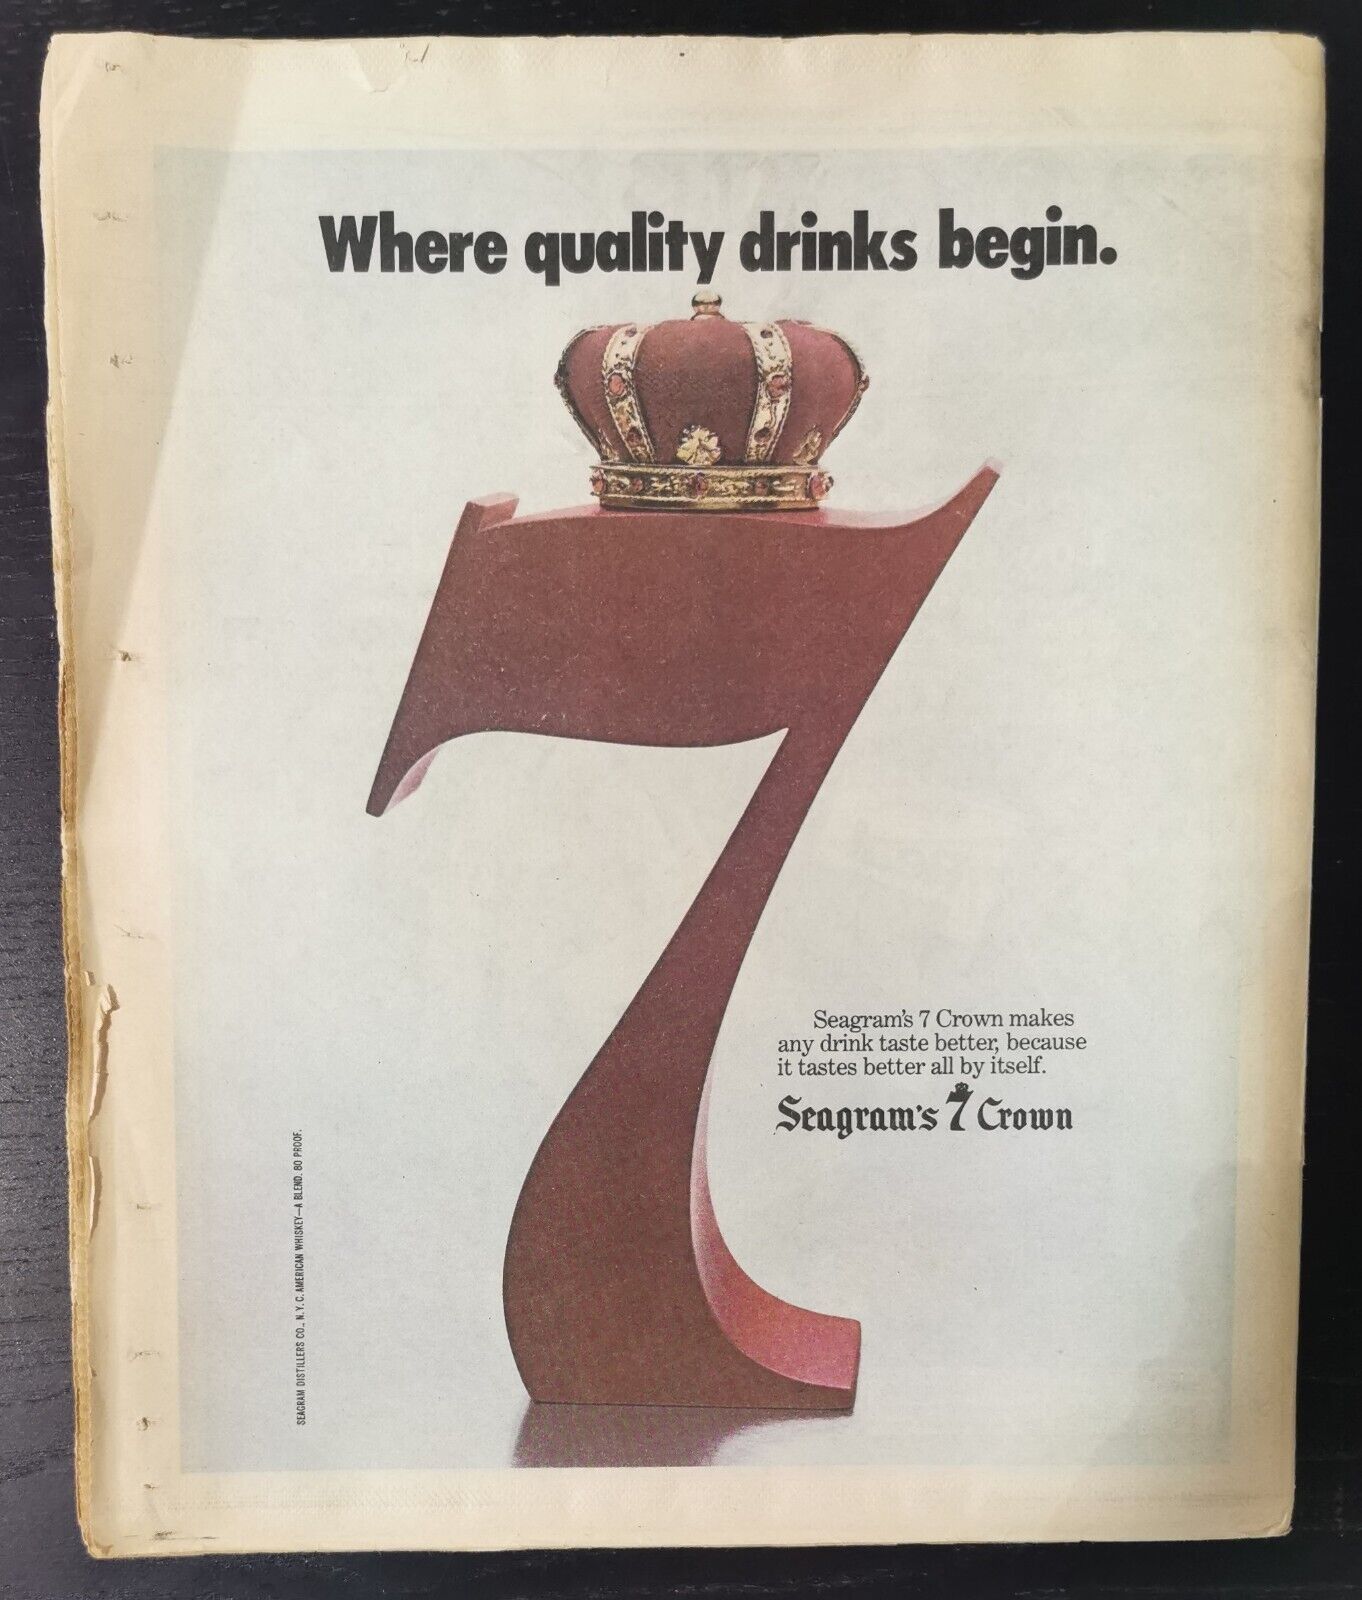 Where quality drinks begin.
7
Seagram's 7 Crown makes
any drink taste better, because
it tastes better all by itself.
Seagram's 7 Crown
SEAGRAM DISTILLERS CO., N.Y.C. AMERICAN WHISKEY—A BLEND. 80 PROOF.